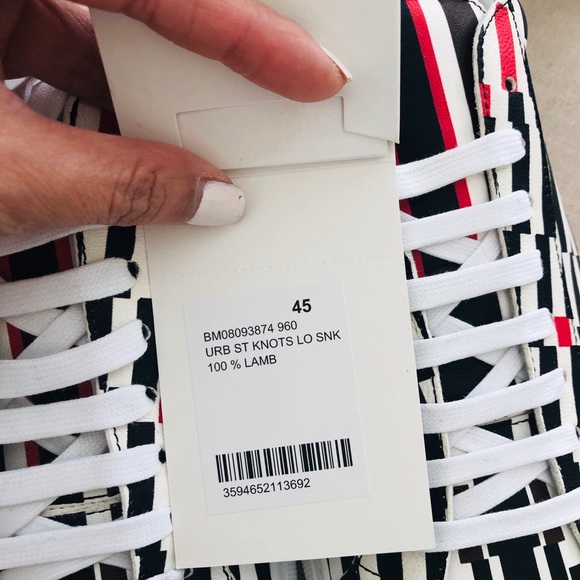 45
BM08093874 960
URB ST KNOTS LO SNK
100 % LAMB
3594652113692